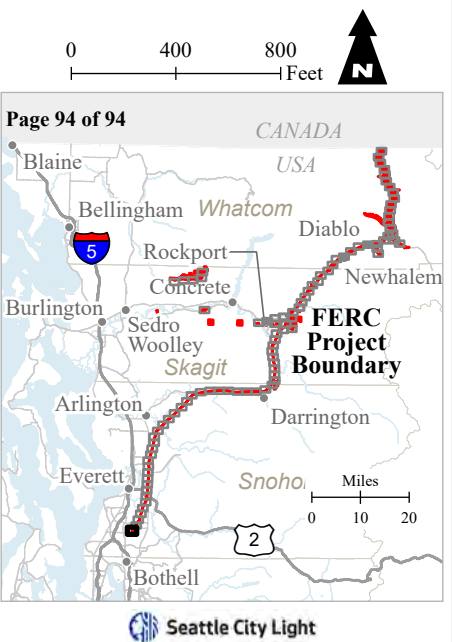 0 400 800
Feet
N
Page 94 of 94
CANADA
USA
Blaine
Bellingham
Whatcom
5
Diablo
Rockport
Newhalem
Concrete
Burlington
Sedro
Woolley
FERC
Project
Boundary
Skagit
Arlington
Darrington
Everett
Snoho
Miles
0 10 20
2
Bothell
Seattle City Light